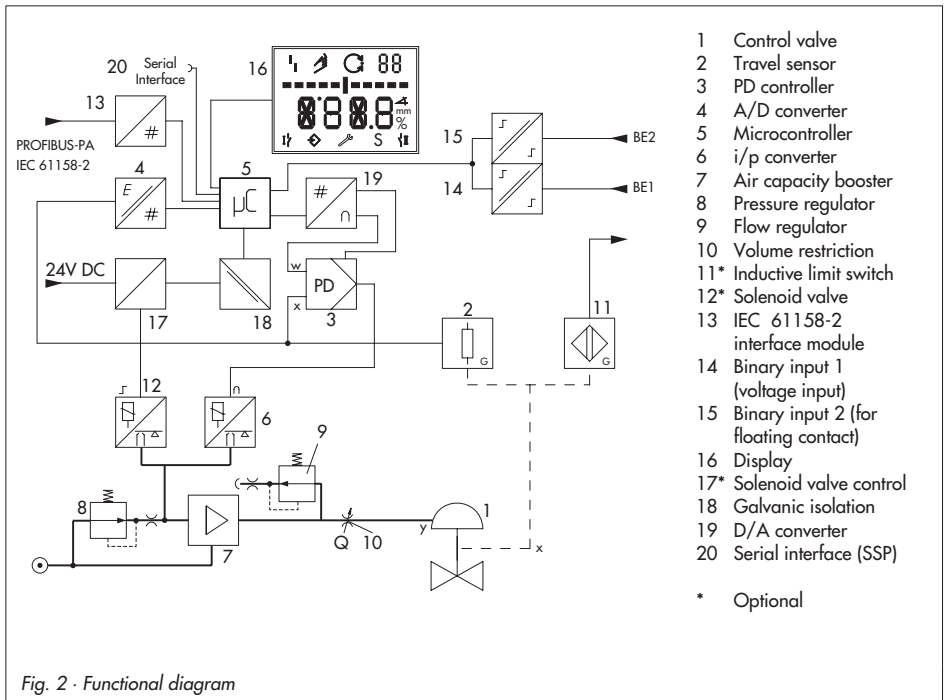 20
Serial
Interface
16
88
8.8.8
mm
%
S
13
#
PROFIBUS-PA
IEC 61158-2
15
BE2
14
BE1
4
E
#
5
µC
19
#
24V DC
17
18
w
PD
x
3
2
G
11
G
12
6
9
8
7
Q
10
y
1
x
1 Control valve
2 Travel sensor
3 PD controller
4 A/D converter
5 Microcontroller
6 i/p converter
7 Air capacity booster
8 Pressure regulator
9 Flow regulator
10 Volume restriction
11* Inductive limit switch
12* Solenoid valve
13 IEC 61158-2
interface module
14 Binary input 1
(voltage input)
15 Binary input 2 (for
floating contact)
16 Display
17* Solenoid valve control
18 Galvanic isolation
19 D/A converter
20 Serial interface (SSP)
* Optional
Fig. 2 · Functional diagram